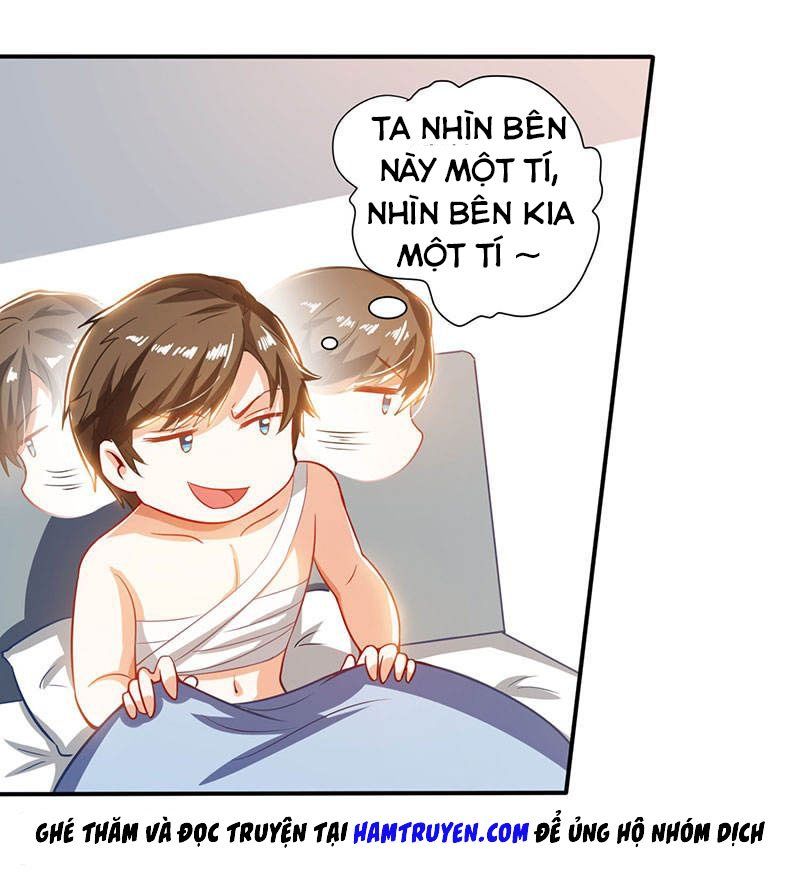 TA NHÌN BÊN
NÀY MỘT TÍ,
NHÌN BÊN KIA
MỘT TÍ ~
GHÉ THĂM VÀ ĐỌC TRUYỆN TẠI HAMTRUYEN.COM ĐỂ ỦNG HỘ NHÓM DỊCH